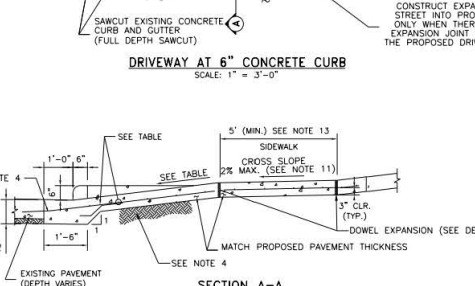 SAWCUT EXISTING CONCRETE
CURB AND GUTTER
(FULL DEPTH SAWCUT)
A
CONSTRUCT EXPA
STREET INTO PRO
ONLY WHEN THER
EXPANSION JOINT
THE PROPOSED DRI
DRIVEWAY AT 6" CONCRETE CURB
SCALE: 1" = 3'-0"
SEE TABLE
5' (MIN.) SEE NOTE 13
SIDEWALK
CROSS SLOPE
2% MAX. (SEE NOTE 11)
1'-0" 6"
SEE TABLE
TE 4
6"
1
1
1'-6"
3" CLR.
(TYP.)
DOWEL EXPANSION (SEE DE
MATCH PROPOSED PAVEMENT THICKNESS
SEE NOTE 4
EXISTING PAVEMENT
(DEPTH VARIES)
SECTION A-A